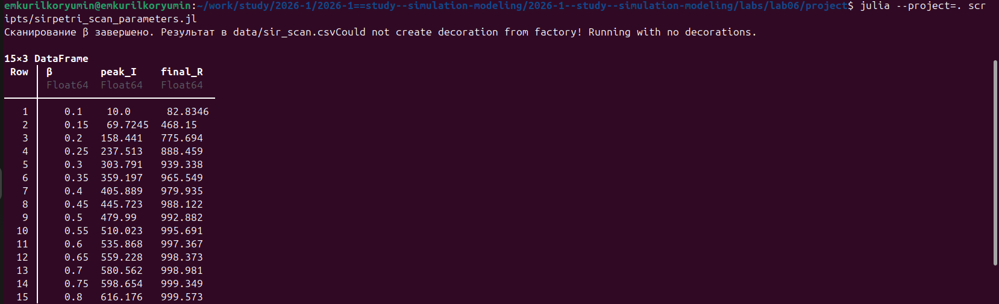 emkurilkoryumin@emkurilkoryumin:~/work/study/2026-1/2026-1==study--simulation-modeling/2026-1--study--simulation-modeling/labs/lab06/project$ julia --project=. scr
ipts/sirpetri_scan_parameters.jl
Сканирование β завершено. Результат в data/sir_scan.csvCould not create decoration from factory! Running with no decorations.
15×3 DataFrame
Row │ β peak_I final_R
│ Float64 Float64 Float64
1 │ 0.1 10.0 82.8346
2 │ 0.15 69.7245 468.15
3 │ 0.2 158.441 775.694
4 │ 0.25 237.513 888.459
5 │ 0.3 303.791 939.338
6 │ 0.35 359.197 965.549
7 │ 0.4 405.889 979.935
8 │ 0.45 445.723 988.122
9 │ 0.5 479.99 992.882
10 │ 0.55 510.023 995.691
11 │ 0.6 535.868 997.367
12 │ 0.65 559.228 998.373
13 │ 0.7 580.562 998.981
14 │ 0.75 598.654 999.349
15 │ 0.8 616.176 999.573